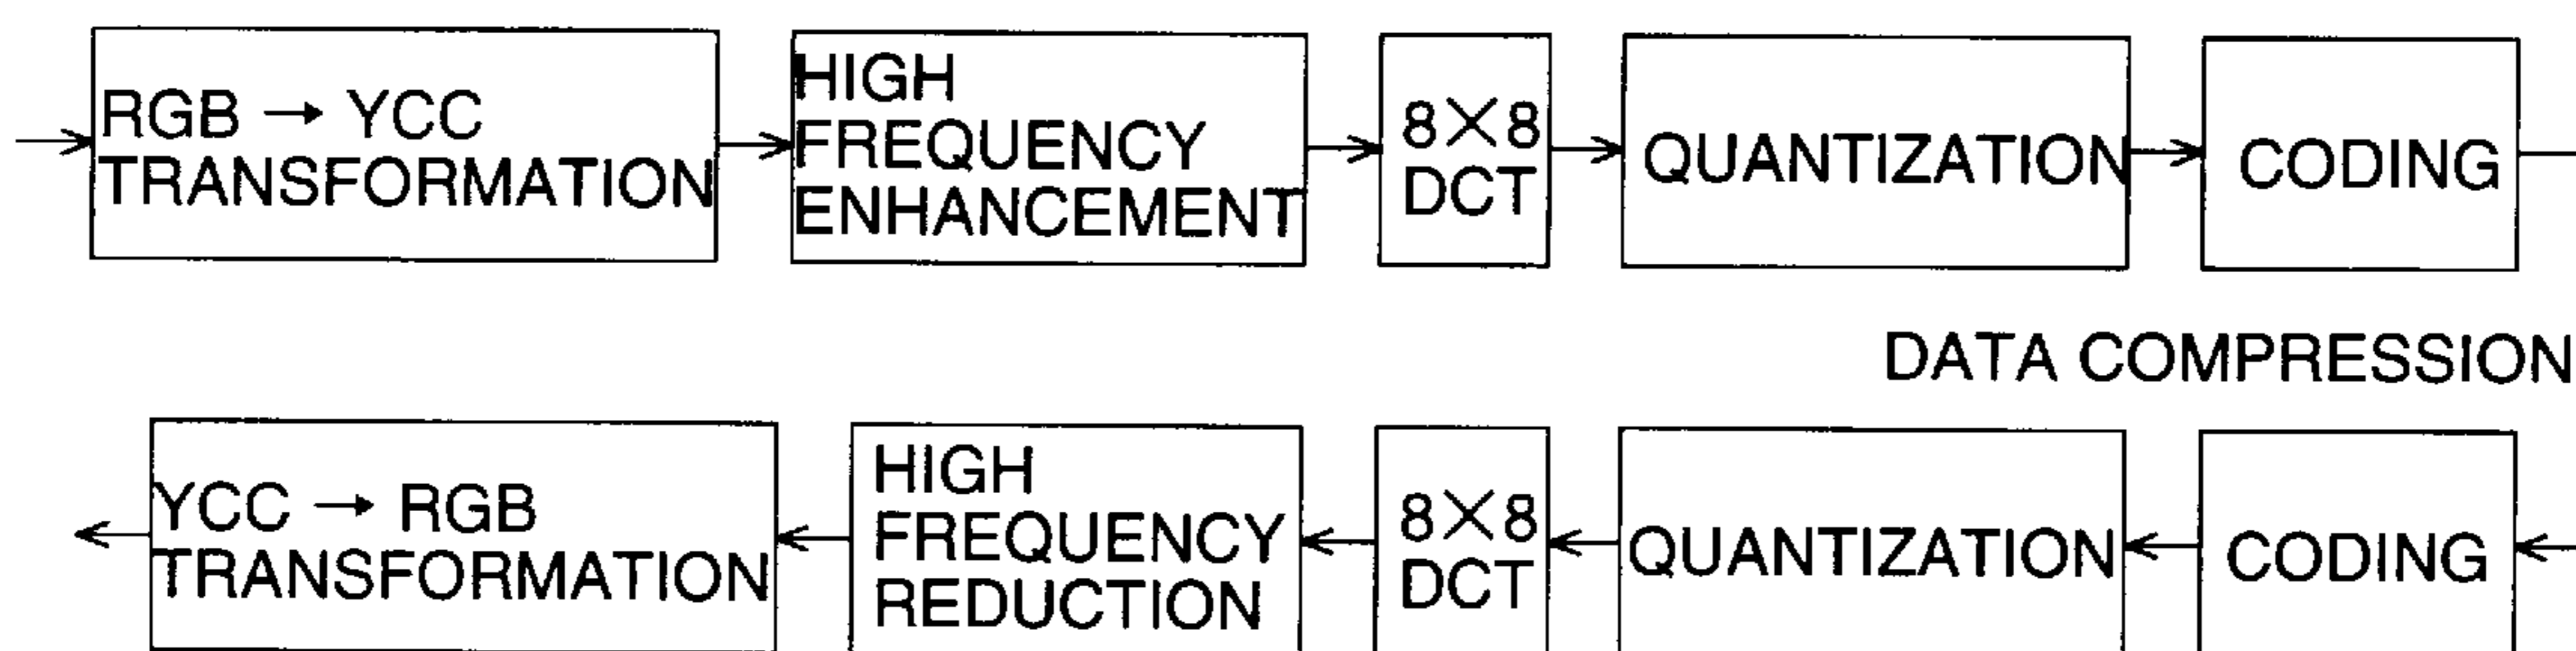 RGB → YCC
TRANSFORMATION
HIGH
FREQUENCY
ENHANCEMENT
8×8
DCT
QUANTIZATION
CODING
DATA COMPRESSION
YCC → RGB
TRANSFORMATION
HIGH
FREQUENCY
REDUCTION
8×8
DCT
QUANTIZATION
CODING